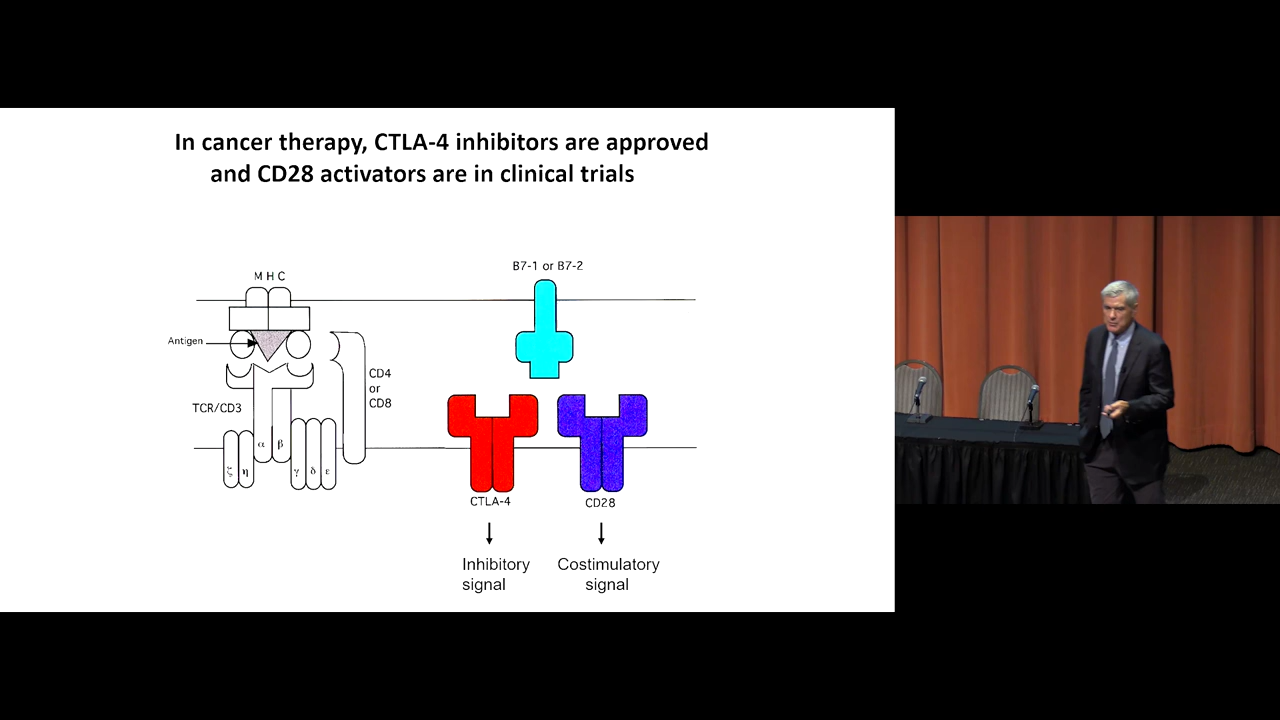 In cancer therapy, CTLA-4 inhibitors are approved
and CD28 activators are in clinical trials
M H C
B7-1 or B7-2
Antigen
CD4
or
CD8
TCR/CD3
α
β
ζ
η
γ
δ
ε
CTLA-4
CD28
Inhibitory
signal
Costimulatory
signal